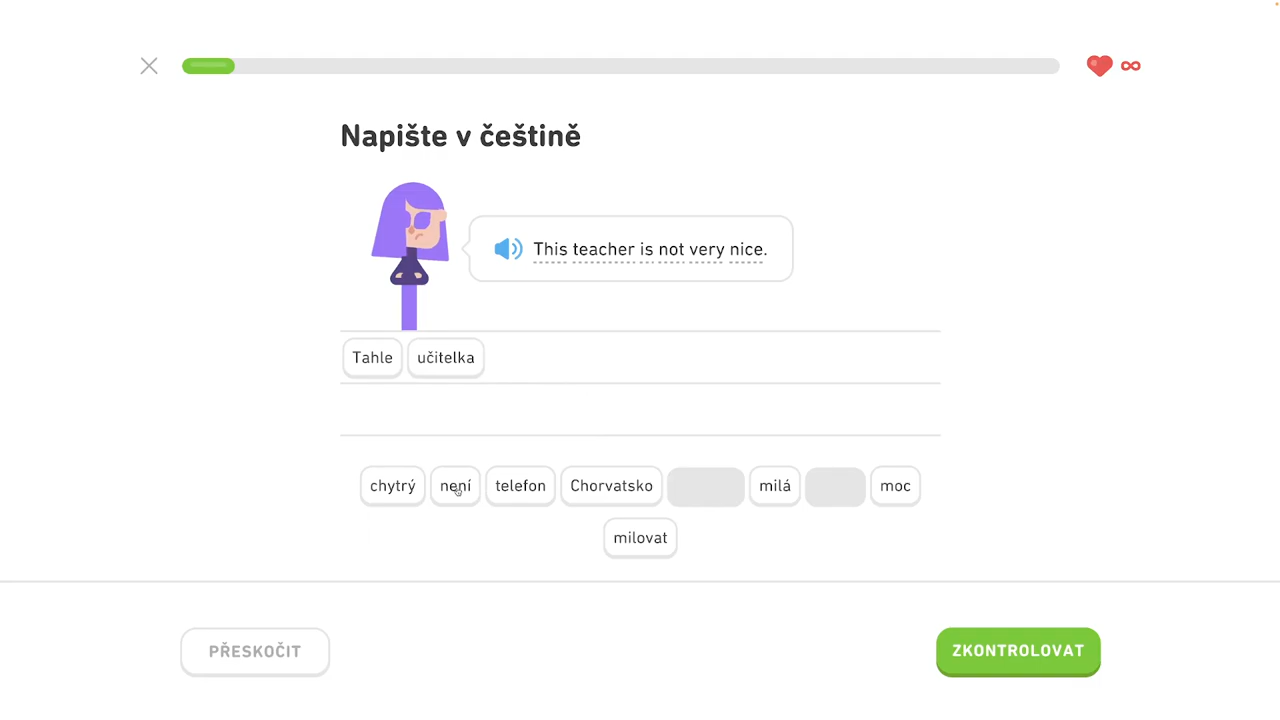 Napište v češtině
This teacher is not very nice.
Tahle učitelka
chytrý není telefon Chorvatsko milá moc
milovat
PŘESKOČIT ZKONTROLOVAT